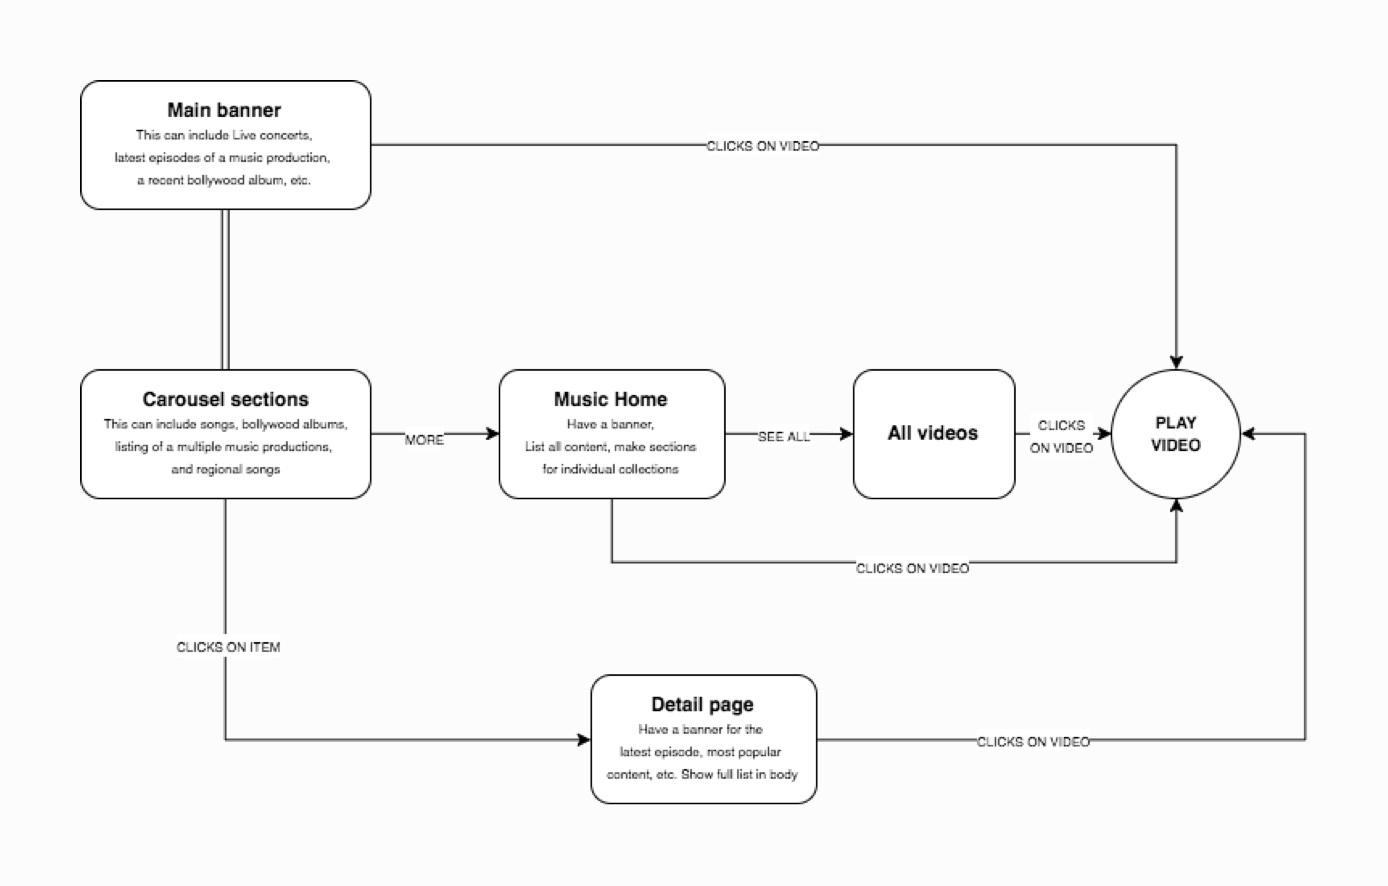 Main banner
This can include Live concerts,
latest episodes of a music production,
a recent bollywood album, etc.
CLICKS ON VIDEO
Carousel sections
This can include songs, bollywood albums,
listing of a multiple music productions,
and regional songs
MORE
Music Home
Have a banner,
List all content, make sections
for individual collections
SEE ALL
All videos
CLICKS
ON VIDEO
PLAY
VIDEO
CLICKS ON VIDEO
CLICKS ON ITEM
Detail page
Have a banner for the
latest episode, most popular
content, etc. Show full list in body
CLICKS ON VIDEO